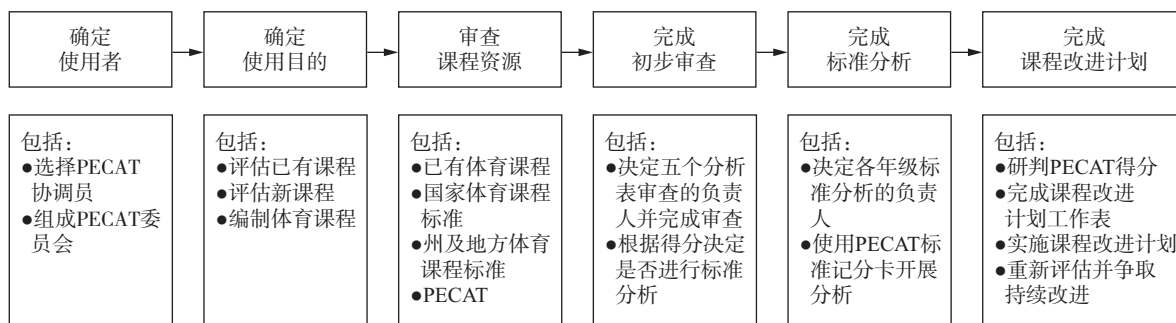 确定
使用者
确定
使用目的
审查
课程资源
完成
初步审查
完成
标准分析
完成
课程改进计划
包括：
●选择PECAT
协调员
●组成PECAT委
员会
包括：
●评估已有课程
●评估新课程
●编制体育课程
包括：
●已有体育课程
●国家体育课程
标准
●州及地方体育
课程标准
●PECAT
包括：
●决定五个分析
表审查的负责
人并完成审查
●根据得分决定
是否进行标准
分析
包括：
●决定各年级标
准分析的负责
人
●使用PECAT标
准记分卡开展
分析
包括：
●研判PECAT得分
●完成课程改进
计划工作表
●实施课程改进计划
●重新评估并争取
持续改进